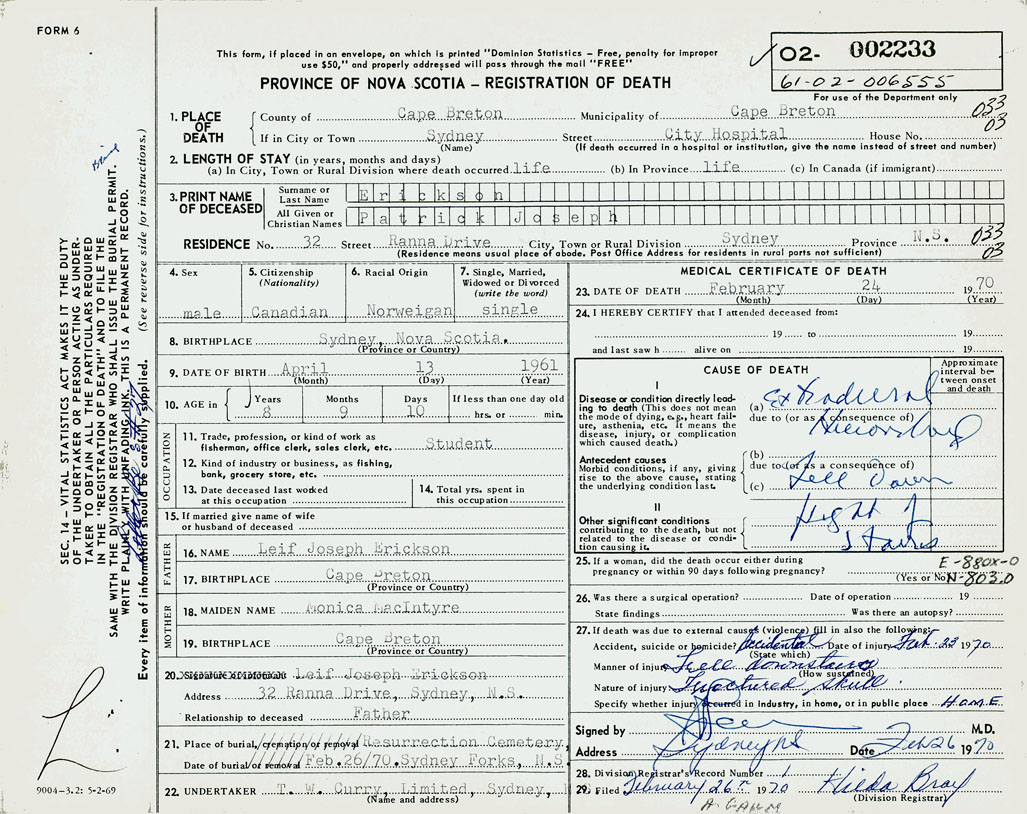 FORM 6
This form, if placed in an envelope, on which is printed "Dominion Statistics – Free, penalty for improper
use $50," and properly addressed will pass through the mail "FREE"
PROVINCE OF NOVA SCOTIA – REGISTRATION OF DEATH
02- 002233
61-02-006555
For use of the Department only
033
03
1. PLACE OF DEATH
County of Cape Breton Municipality of Cape Breton
If in City or Town Sydney Street City Hospital House No.
(Name) (If death occurred in a hospital or institution, give the name instead of street and number)
2. LENGTH OF STAY (in years, months and days)
(a) In City, Town or Rural Division where death occurred life (b) In Province life (c) In Canada (if immigrant)
3. PRINT NAME OF DECEASED
Surname or Last Name Erickson
All Given or Christian Names Patrick Joseph
RESIDENCE No. 32 Street Ranna Drive City, Town or Rural Division Sydney Province N.S. 033
03
(Residence means usual place of abode. Post Office Address for residents in rural parts not sufficient)
4. Sex
male
5. Citizenship
(Nationality)
Canadian
6. Racial Origin
Norweigan
7. Single, Married,
Widowed or Divorced
(write the word)
single
8. BIRTHPLACE Sydney, Nova Scotia.
(Province or Country)
9. DATE OF BIRTH April 13 1961
(Month) (Day) (Year)
10. AGE in
Years Months Days If less than one day old
8 9 10 hrs. or min.
OCCUPATION
11. Trade, profession, or kind of work as
fisherman, office clerk, sales clerk, etc. Student
12. Kind of industry or business, as fishing,
bank, grocery store, etc.
13. Date deceased last worked
at this occupation
14. Total yrs. spent in
this occupation
15. If married give name of wife
or husband of deceased
FATHER
16. NAME Leif Joseph Erickson
17. BIRTHPLACE Cape Breton
(Province or Country)
MOTHER
18. MAIDEN NAME Monica MacIntyre
19. BIRTHPLACE Cape Breton
(Province or Country)
20. Signature of informant Leif Joseph Erickson
Address 32 Ranna Drive, Sydney, N.S.
Relationship to deceased Father
21. Place of burial, cremation or removal Resurrection Cemetery,
Date of burial or removal Feb.26/70. Sydney Forks, N.S.
22. UNDERTAKER T. W. Curry, Limited, Sydney,
(Name and address)
MEDICAL CERTIFICATE OF DEATH
23. DATE OF DEATH February 24 1970
(Month) (Day) (Year)
24. I HEREBY CERTIFY that I attended deceased from:
19 to 19
and last saw h alive on 19
CAUSE OF DEATH
Approximate interval between onset and death
I
Disease or condition directly leading to death (This does not mean the mode of dying, e.g., heart failure, asthenia, etc. It means the disease, injury, or complication which caused death.)
(a) Extradural
due to (or as a consequence of)
Hemorrhage
Antecedent causes
Morbid conditions, if any, giving rise to the above cause, stating the underlying condition last.
(b)
due to (or as a consequence of)
(c) Fell Down
II
Other significant conditions
contributing to the death, but not related to the disease or condition causing it.
flight of
Stairs
25. If a woman, did the death occur either during
pregnancy or within 90 days following pregnancy?
(Yes or No)
E-880X-0
N-803.0
26. Was there a surgical operation? Date of operation 19
State findings Was there an autopsy?
27. If death was due to external causes (violence) fill in also the following:
Accident, suicide or homicide? Accidental Date of injury Feb. 23 1970
(State which)
Manner of injury Fell downstairs
(How sustained)
Nature of injury Fractured skull.
Specify whether injury occurred in Industry, in home, or in public place HOME
Signed by M.D.
Address Sydney NS Date Feb 26 1970
28. Division Registrar's Record Number 1
29. Filed February 26th 1970 Hilda Bray
(Division Registrar)
SEC. 14 – VITAL STATISTICS ACT MAKES IT THE DUTY
OF THE UNDERTAKER OR PERSON ACTING AS UNDER-
TAKER TO OBTAIN ALL THE PARTICULARS REQUIRED
IN THE "REGISTRATION OF DEATH" AND TO FILE THE
SAME WITH THE DIVISION REGISTRAR WHO SHALL ISSUE THE BURIAL PERMIT.
WRITE PLAINLY WITH UNFADING INK. THIS IS A PERMANENT RECORD.
Every item of information should be carefully supplied. (See reverse side for instructions.)
9004-3.2: 5-2-69